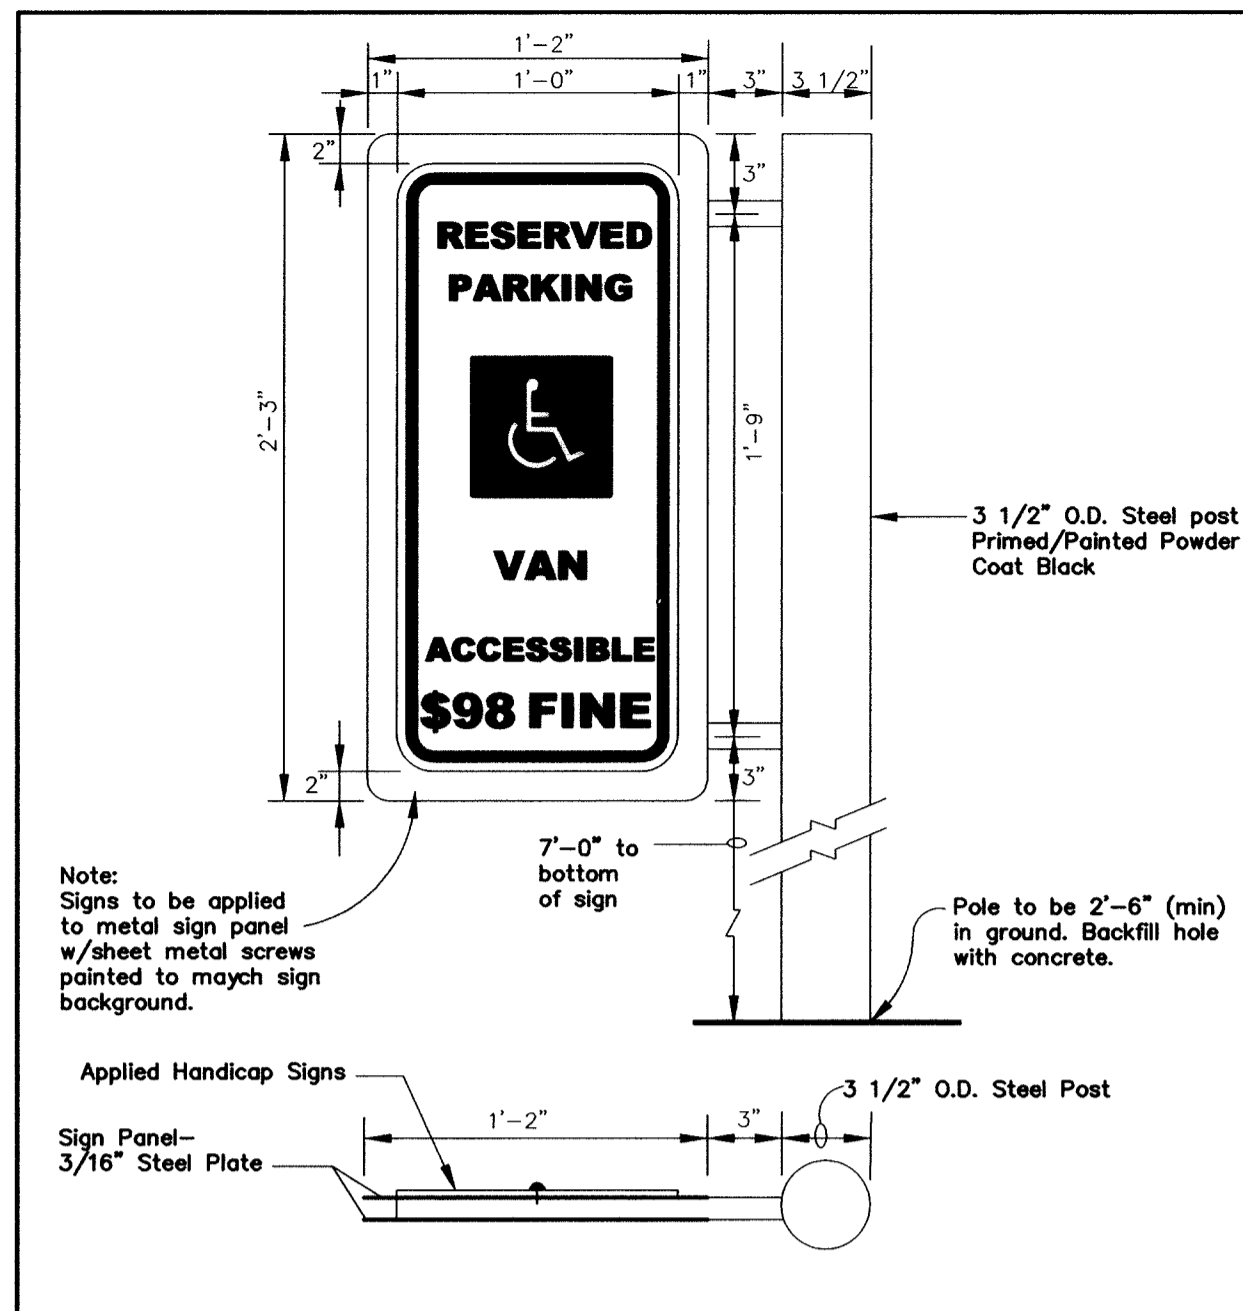 1'-2"
1"
1'-0"
1"
3"
3 1/2"
2"
3"
RESERVED
PARKING
2'-3"
1'-9"
VAN
3 1/2" O.D. Steel post
Primed/Painted Powder
Coat Black
ACCESSIBLE
$98 FINE
2"
3"
7'-0" to
bottom
of sign
Note:
Signs to be applied
to metal sign panel
w/sheet metal screws
painted to maych sign
background.
Pole to be 2'-6" (min)
in ground. Backfill hole
with concrete.
Applied Handicap Signs
3 1/2" O.D. Steel Post
1'-2"
3"
Sign Panel-
3/16" Steel Plate